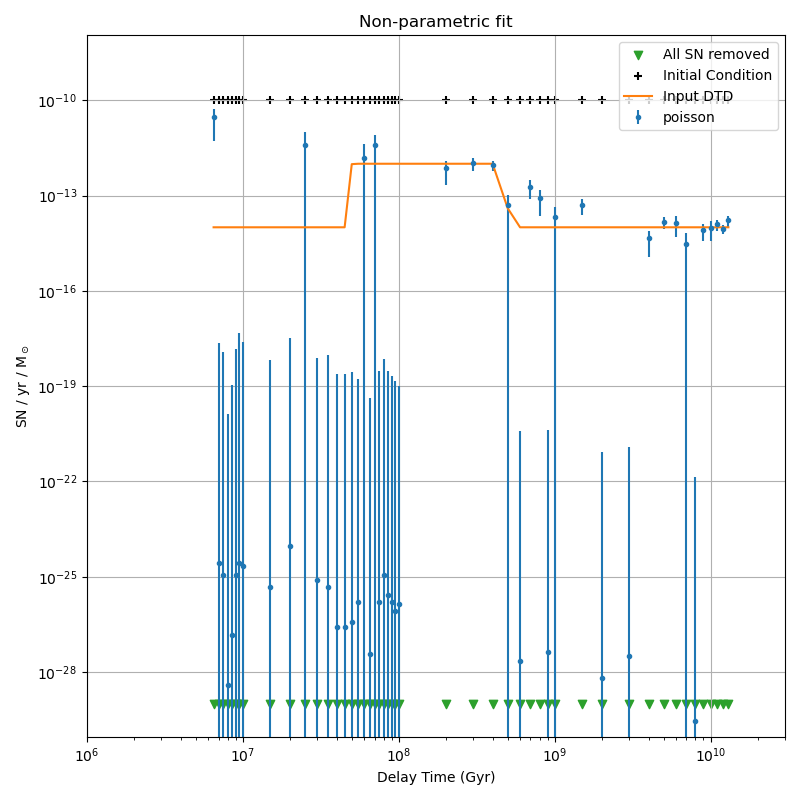 Non-parametric fit
All SN removed
Initial Condition
Input DTD
poisson
SN / yr / M⊙
10⁻¹⁰
10⁻¹³
10⁻¹⁶
10⁻¹⁹
10⁻²²
10⁻²⁵
10⁻²⁸
10⁶ 10⁷ 10⁸ 10⁹ 10¹⁰
Delay Time (Gyr)